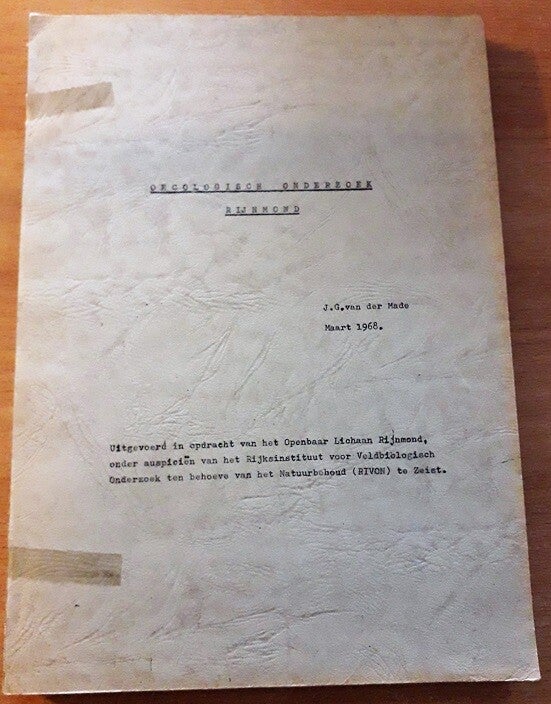 OECOLOGISCH ONDERZOEK
RIJNMOND
J.G.van der Made
Maart 1968.
Uitgevoerd in opdracht van het Openbaar Lichaam Rijnmond,
onder auspiciën van het Rijksinstituut voor Veldbiologisch
Onderzoek ten behoeve van het Natuurbehoud (RIVON) te Zeist.